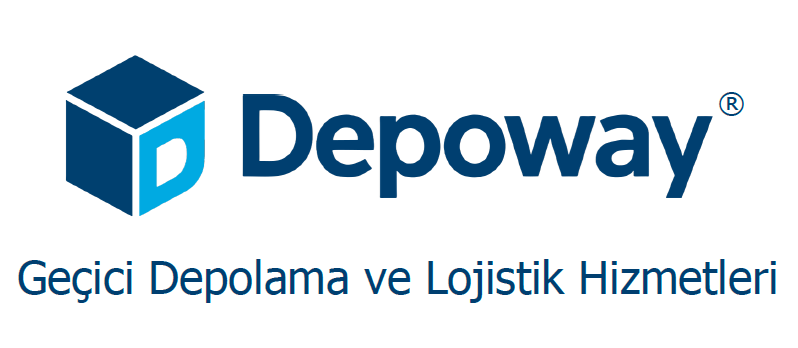 D Depoway®
Geçici Depolama ve Lojistik Hizmetleri